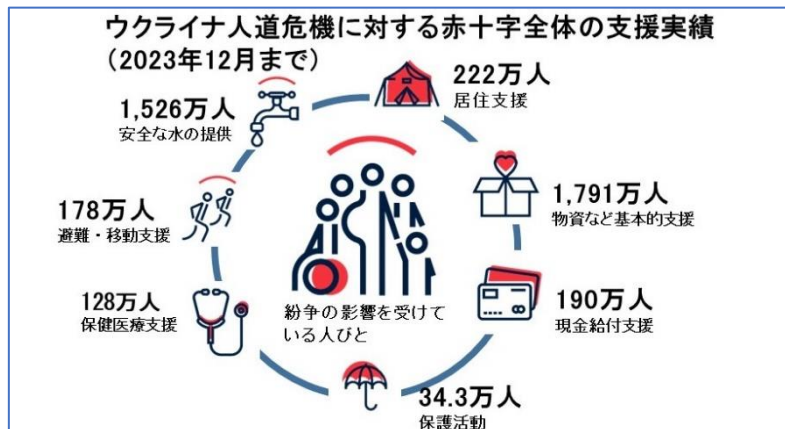 ウクライナ人道危機に対する赤十字全体の支援実績
（2023年12月まで）
222万人
居住支援
1,791万人
物資など基本的支援
190万人
現金給付支援
34.3万人
保護活動
128万人
保健医療支援
178万人
避難・移動支援
1,526万人
安全な水の提供
紛争の影響を受けて
いる人びと